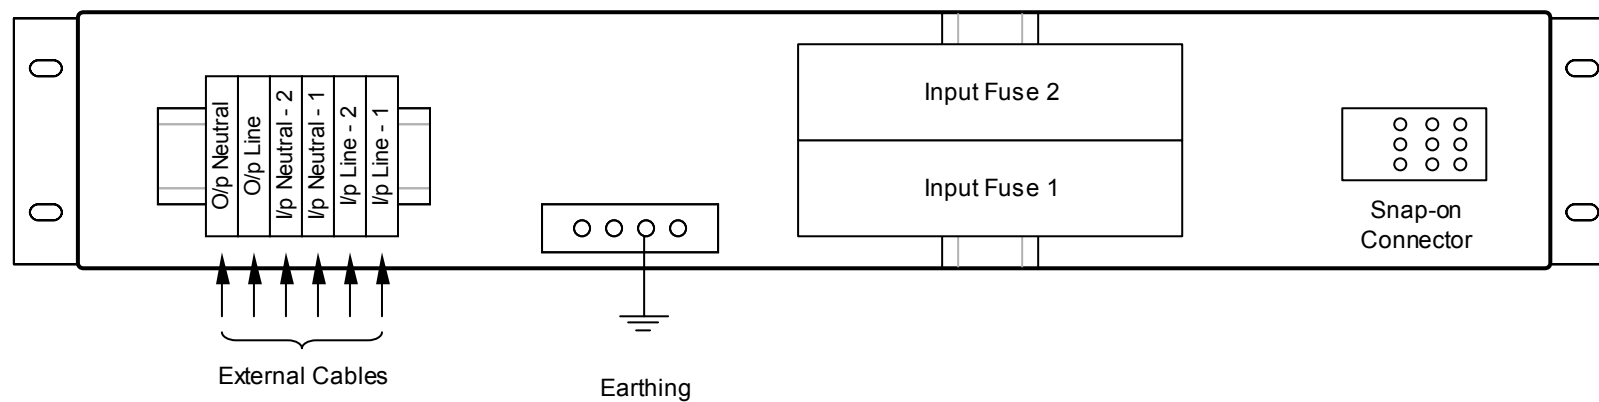 O/p Neutral
O/p Line
I/p Neutral - 2
I/p Neutral - 1
I/p Line - 2
I/p Line - 1
Input Fuse 2
Input Fuse 1
Snap-on
Connector
External Cables
Earthing